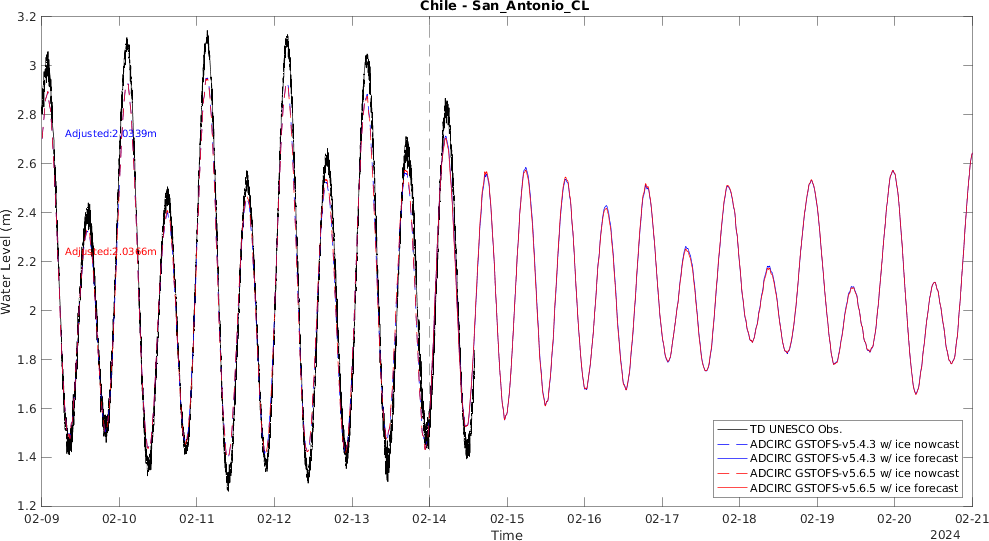 Chile - San_Antonio_CL
3.2
3
2.8
2.6
2.4
2.2
2
1.8
1.6
1.4
1.2
Water Level (m)
Adjusted:2.0339m
Adjusted:2.0366m
TD UNESCO Obs.
ADCIRC GSTOFS-v5.4.3 w/ ice nowcast
ADCIRC GSTOFS-v5.4.3 w/ ice forecast
ADCIRC GSTOFS-v5.6.5 w/ ice nowcast
ADCIRC GSTOFS-v5.6.5 w/ ice forecast
02-09 02-10 02-11 02-12 02-13 02-14 02-15 02-16 02-17 02-18 02-19 02-20 02-21
Time 2024